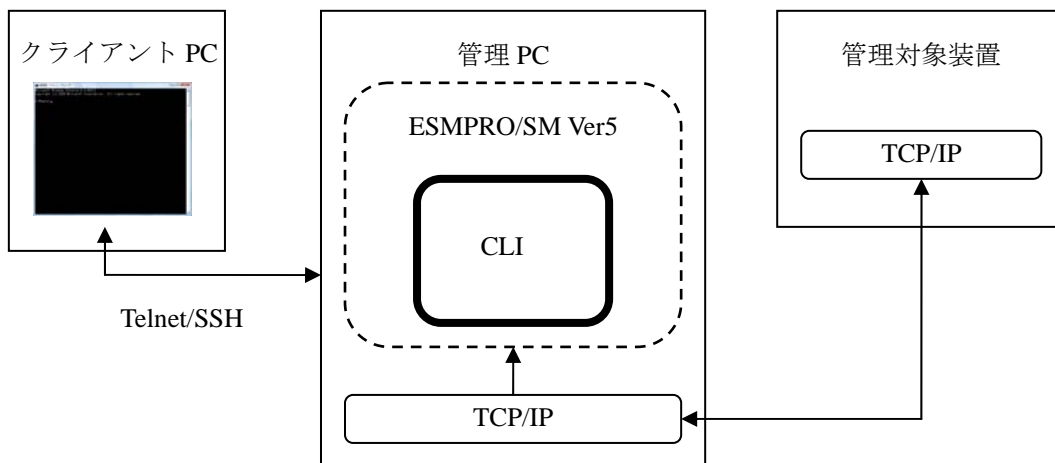 クライアント PC
管理 PC
管理対象装置
ESMPRO/SM Ver5
TCP/IP
CLI
Telnet/SSH
TCP/IP